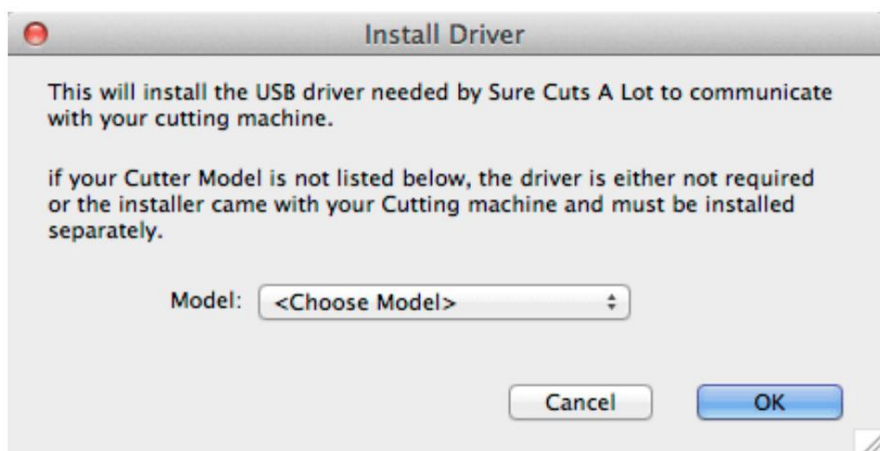 Install Driver
This will install the USB driver needed by Sure Cuts A Lot to communicate
with your cutting machine.
if your Cutter Model is not listed below, the driver is either not required
or the installer came with your Cutting machine and must be installed
separately.
Model: <Choose Model>
Cancel OK